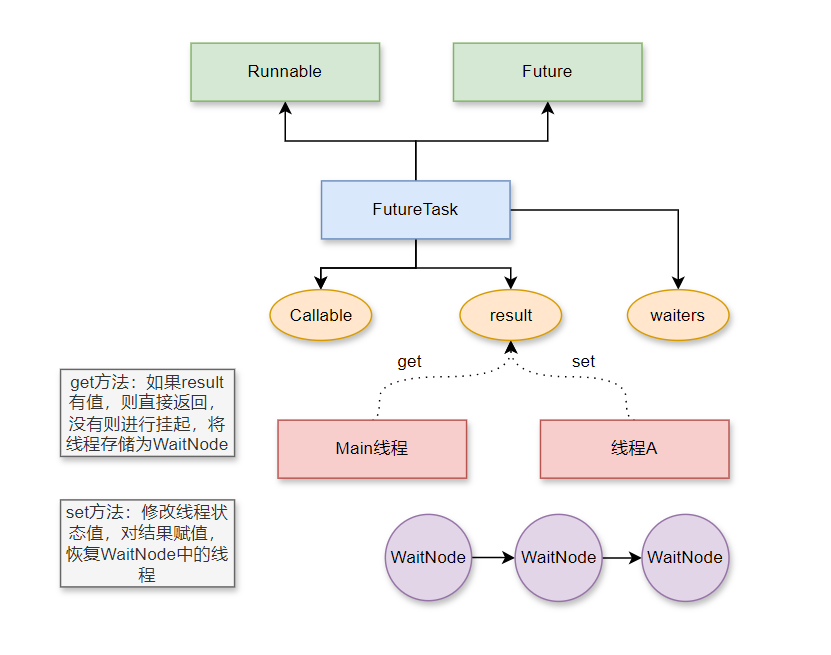 Runnable
Future
FutureTask
Callable
result
waiters
get
set
get方法：如果result
有值，则直接返回，
没有则进行挂起，将
线程存储为WaitNode
Main线程
线程A
set方法：修改线程状
态值，对结果赋值，
恢复WaitNode中的线
程
WaitNode
WaitNode
WaitNode